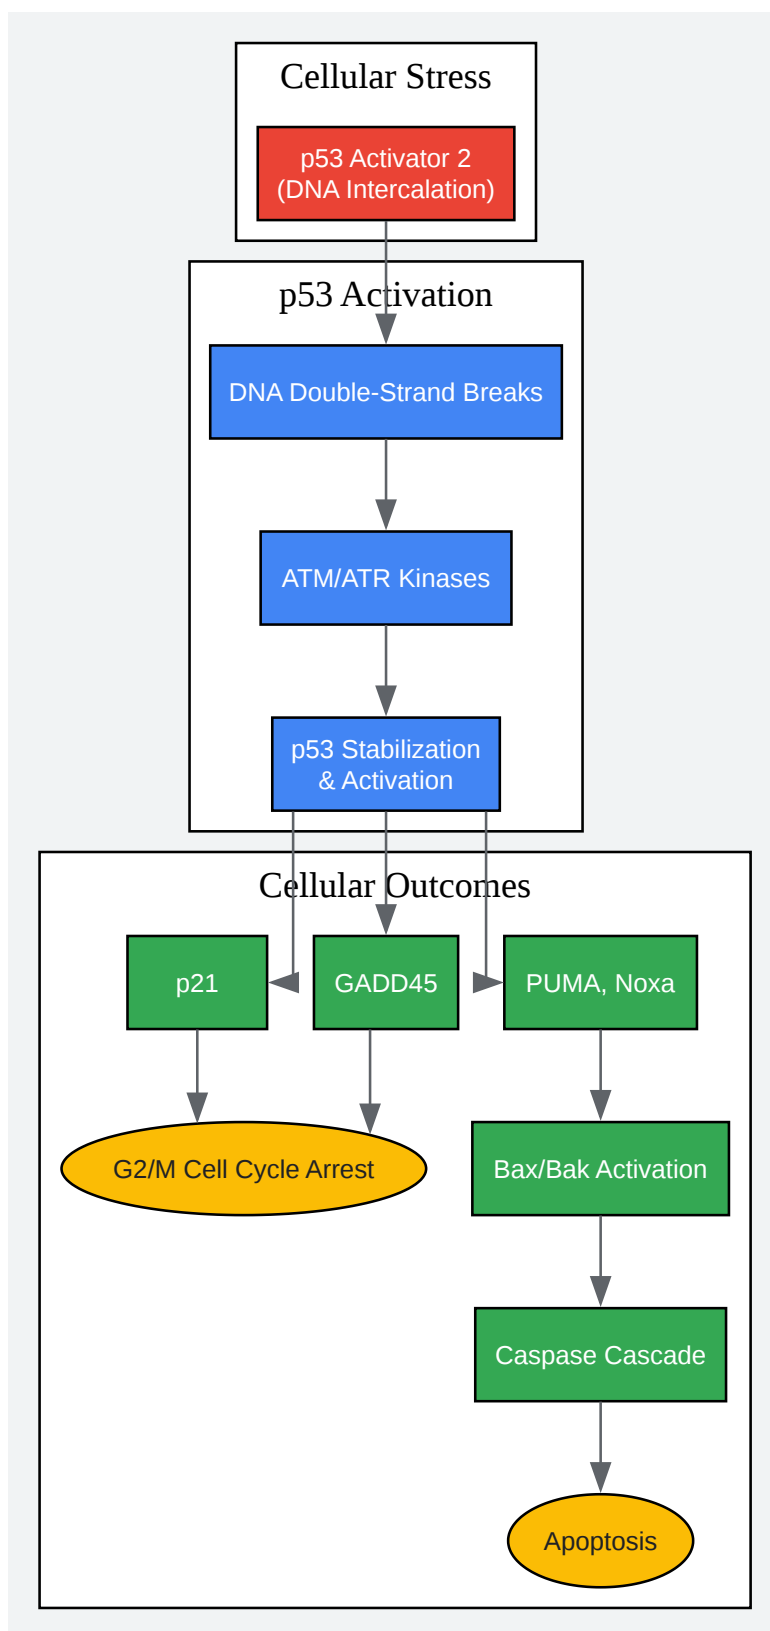 Cellular Stress
p53 Activator 2
(DNA Intercalation)
p53 Activation
DNA Double-Strand Breaks
ATM/ATR Kinases
p53 Stabilization
& Activation
Cellular Outcomes
p21
GADD45
PUMA, Noxa
G2/M Cell Cycle Arrest
Bax/Bak Activation
Caspase Cascade
Apoptosis